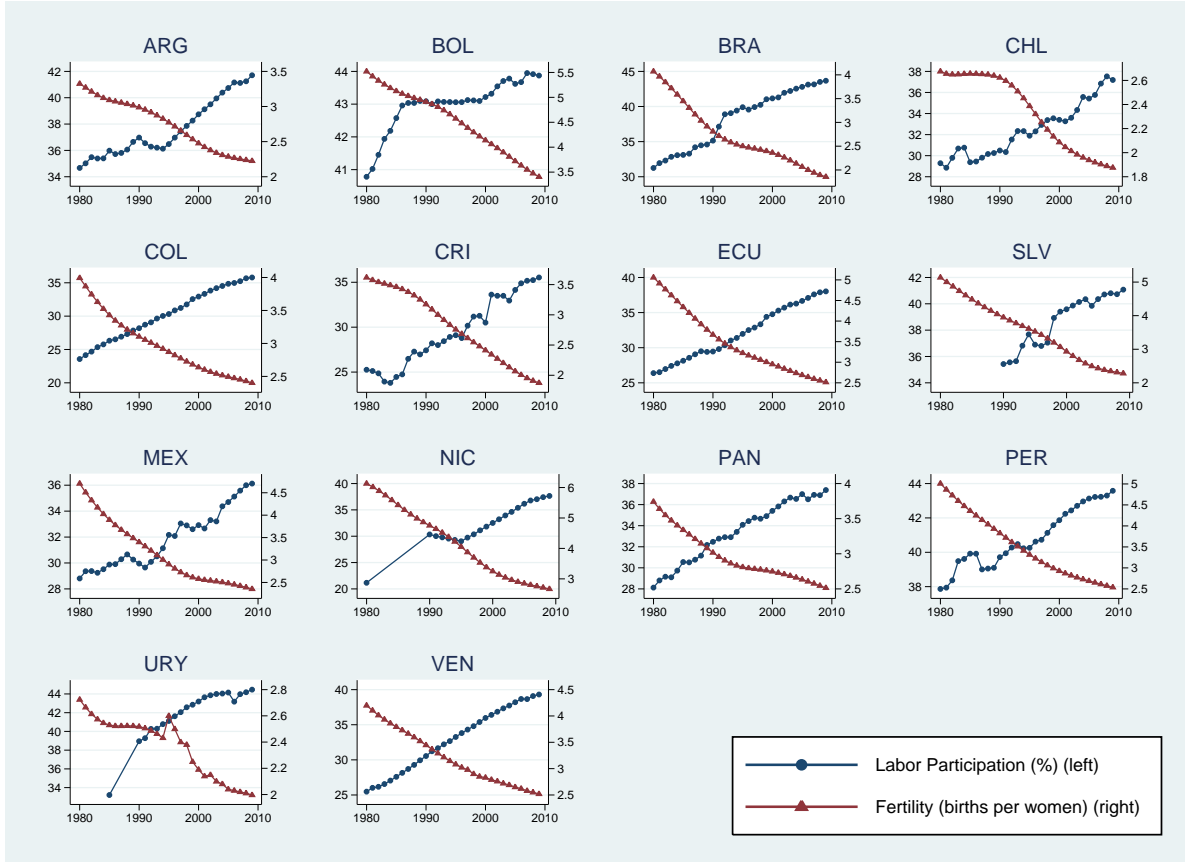 ARG BOL BRA CHL
42 3.5 44 5.5 45 4 38 2.6
40 3 43 5 40 3.5 36 2.4
38 2.5 42 4.5 35 3 34 2.2
36 2 41 4 30 2.5 32 2
34 3.5 2 30 1.8
28
1980 1990 2000 2010 1980 1990 2000 2010 1980 1990 2000 2010 1980 1990 2000 2010
COL CRI ECU SLV
35 4 35 3.5 40 5 42 5
30 3.5 30 3 35 4.5 40 4
25 3 25 2.5 30 4 38 3
20 2.5 2 25 3.5 36 2
3 34
2.5
1980 1990 2000 2010 1980 1990 2000 2010 1980 1990 2000 2010 1980 1990 2000 2010
MEX NIC PAN PER
36 4.5 40 6 38 4 44 5
34 4 35 5 36 3.5 42 4.5
32 3.5 30 4 34 3 40 4
30 3 25 3 32 2.5 38 3.5
28 2.5 20 30 3
28 2.5
1980 1990 2000 2010 1980 1990 2000 2010 1980 1990 2000 2010 1980 1990 2000 2010
URY VEN
44 2.8 40 4.5
42 2.6 35 4
40 2.4 30 3.5
38 2.2 25 3
36 2 2.5
34
1980 1990 2000 2010 1980 1990 2000 2010
Labor Participation (%) (left)
Fertility (births per women) (right)